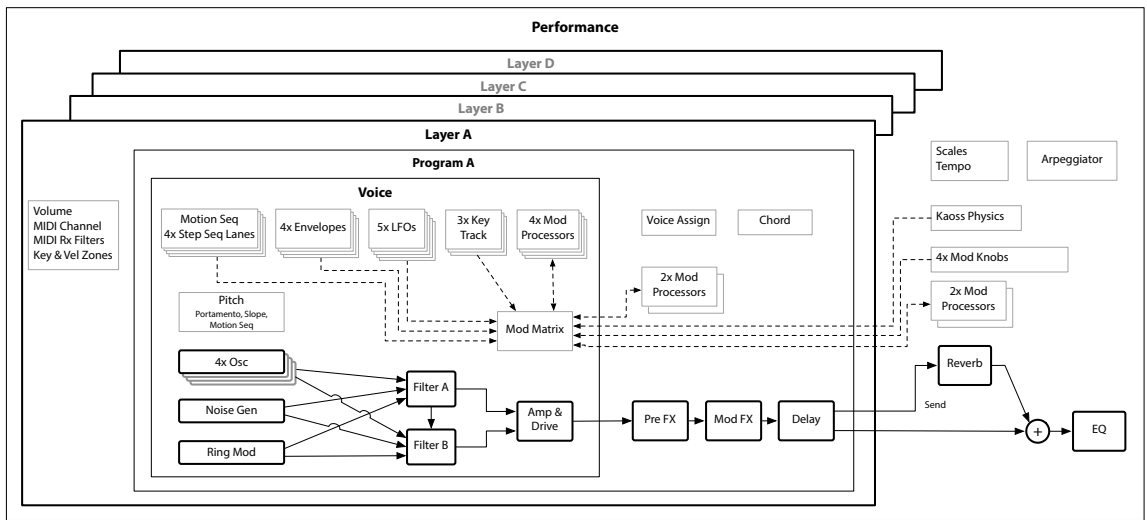 Performance
Layer D
Layer C
Layer B
Layer A
Program A
Voice
Volume
MIDI Channel
MIDI Rx Filters
Key & Vel Zones
Motion Seq
4x Step Seq Lanes
4x Envelopes
5x LFOs
3x Key
Track
4x Mod
Processors
Voice Assign
Chord
Scales
Tempo
Arpeggiator
Kaoss Physics
4x Mod Knobs
2x Mod
Processors
2x Mod
Processors
Pitch
Portamento, Slope,
Motion Seq
Mod Matrix
4x Osc
Noise Gen
Ring Mod
Filter A
Filter B
Amp &
Drive
Pre FX
Mod FX
Delay
Send
Reverb
+
EQ